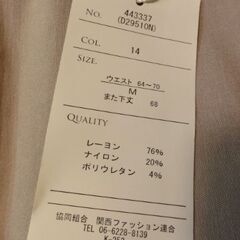 No. 443337
(D29510N)
COL. 14
SIZE
ウエスト 64～70
M
また下丈 68
QUALITY
レーヨン 76%
ナイロン 20%
ポリウレタン 4%
協同組合 関西ファッション連合
TEL 06-6228-8139
K-252